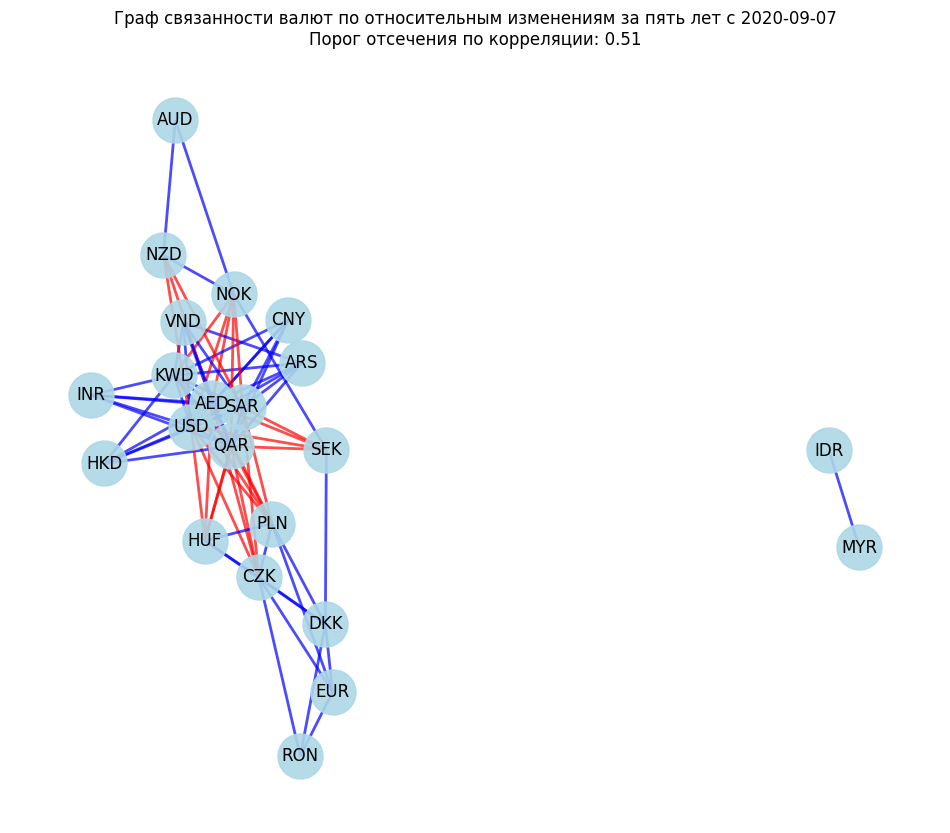 Граф связанности валют по относительным изменениям за пять лет с 2020-09-07
Порог отсечения по корреляции: 0.51
AUD
NZD
NOK
VND
CNY
ARS
KWD
INR
AED
SAR
USD
QAR
SEK
IDR
HKD
PLN
HUF
MYR
CZK
DKK
EUR
RON